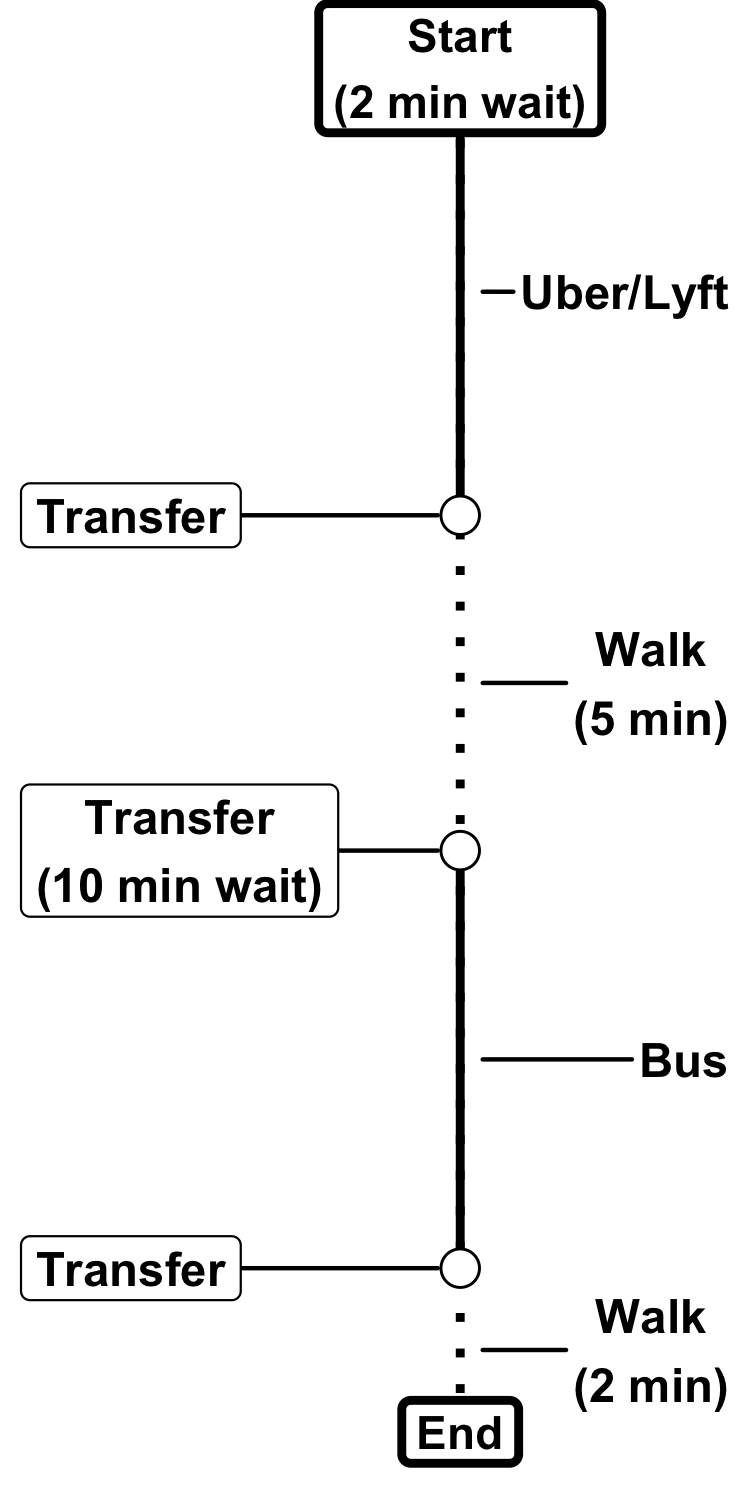 Start
(2 min wait)
Uber/Lyft
Transfer
Walk
(5 min)
Transfer
(10 min wait)
Bus
Transfer
Walk
(2 min)
End